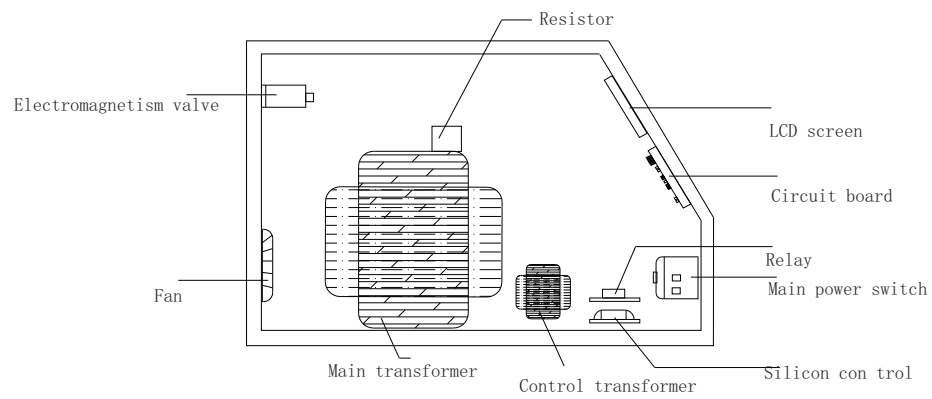 Resistor
Electromagnetism valve
LCD screen
Circuit board
Relay
Main power switch
Fan
Main transformer
Silicon con trol
Control transformer